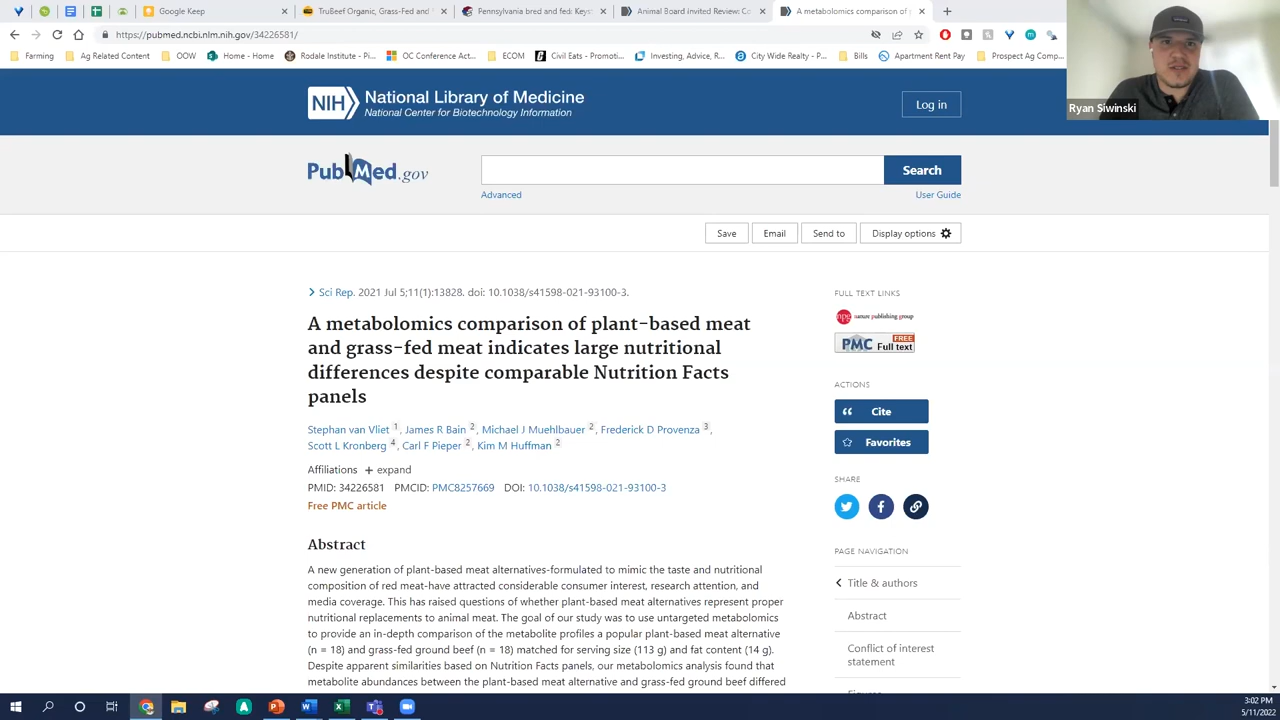 Google Keep
TruBeef Organic, Grass-Fed and
Pennsylvania bred and fed: Keys
Animal Board Invited Review: Co
A metabolomics comparison of p
https://pubmed.ncbi.nlm.nih.gov/34226581/
Farming
Ag Related Content
OOW
Home - Home
Rodale Institute - Pi...
OC Conference Act...
ECOM
Civil Eats - Promoti...
Investing, Advice, R...
City Wide Realty - P...
Bills
Apartment Rent Pay
Prospect Ag Comp...
Ryan Siwinski
NIH
National Library of Medicine
National Center for Biotechnology Information
Log in
PubMed.gov
Search
Advanced
User Guide
Save
Email
Send to
Display options
Sci Rep. 2021 Jul 5;11(1):13828. doi: 10.1038/s41598-021-93100-3.
A metabolomics comparison of plant-based meat
and grass-fed meat indicates large nutritional
differences despite comparable Nutrition Facts
panels
Stephan van Vliet 1, James R Bain 2, Michael J Muehlbauer 2, Frederick D Provenza 3,
Scott L Kronberg 4, Carl F Pieper 2, Kim M Huffman 2
Affiliations + expand
PMID: 34226581 PMCID: PMC8257669 DOI: 10.1038/s41598-021-93100-3
Free PMC article
Abstract
A new generation of plant-based meat alternatives-formulated to mimic the taste and nutritional
composition of red meat-have attracted considerable consumer interest, research attention, and
media coverage. This has raised questions of whether plant-based meat alternatives represent proper
nutritional replacements to animal meat. The goal of our study was to use untargeted metabolomics
to provide an in-depth comparison of the metabolite profiles a popular plant-based meat alternative
(n = 18) and grass-fed ground beef (n = 18) matched for serving size (113 g) and fat content (14 g).
Despite apparent similarities based on Nutrition Facts panels, our metabolomics analysis found that
metabolite abundances between the plant-based meat alternative and grass-fed ground beef differed
FULL TEXT LINKS
npg nature publishing group
PMC FREE Full text
ACTIONS
Cite
Favorites
SHARE
PAGE NAVIGATION
Title & authors
Abstract
Conflict of interest
statement
3:02 PM
5/11/2022